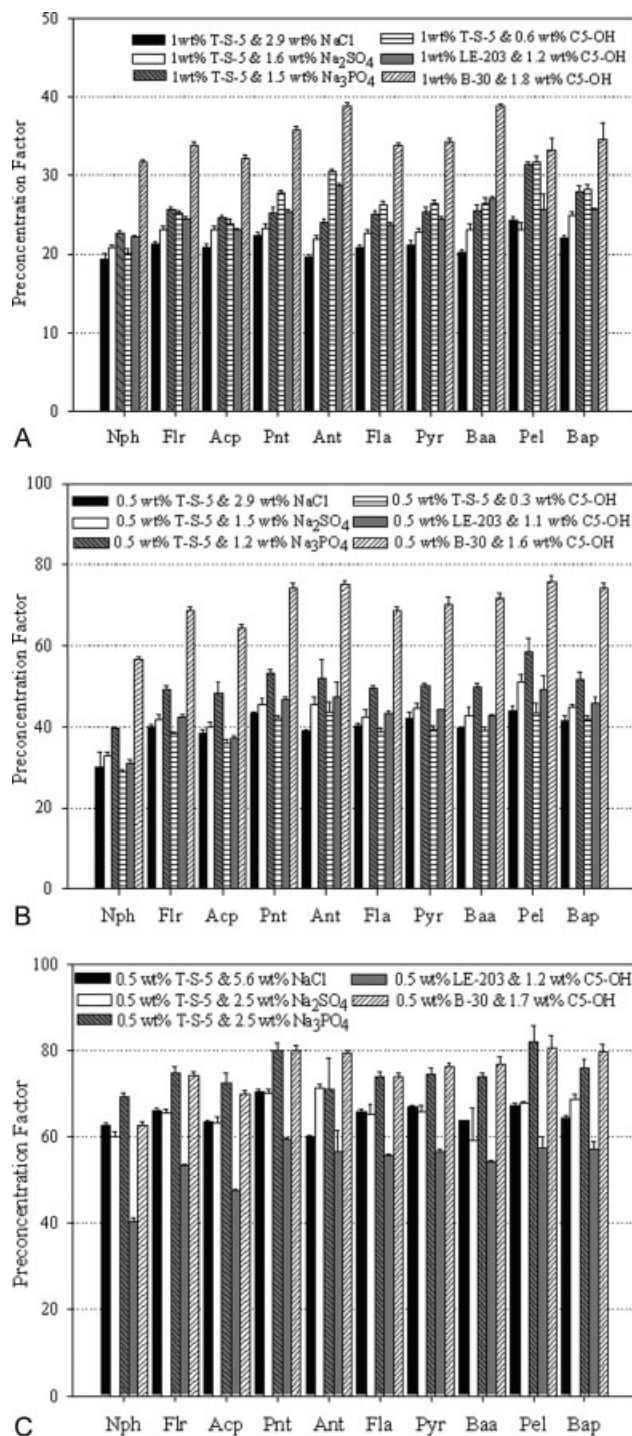 50
40
30
20
10
0
Preconcentration Factor
1wt% T-S-5 & 2.9 wt% NaCl
1wt% T-S-5 & 0.6 wt% C5-OH
1wt% T-S-5 & 1.6 wt% Na2SO4
1wt% LE-203 & 1.2 wt% C5-OH
1wt% T-S-5 & 1.5 wt% Na3PO4
1wt% B-30 & 1.8 wt% C5-OH
Nph Flr Acp Pnt Ant Fla Pyr Baa Pel Bap
A
100
80
60
40
20
0
Preconcentration Factor
0.5 wt% T-S-5 & 2.9 wt% NaCl
0.5 wt% T-S-5 & 0.3 wt% C5-OH
0.5 wt% T-S-5 & 1.5 wt% Na2SO4
0.5 wt% LE-203 & 1.1 wt% C5-OH
0.5 wt% T-S-5 & 1.2 wt% Na3PO4
0.5 wt% B-30 & 1.6 wt% C5-OH
Nph Flr Acp Pnt Ant Fla Pyr Baa Pel Bap
B
100
80
60
40
20
0
Preconcentration Factor
0.5 wt% T-S-5 & 5.6 wt% NaCl
0.5 wt% LE-203 & 1.2 wt% C5-OH
0.5 wt% T-S-5 & 2.5 wt% Na2SO4
0.5 wt% B-30 & 1.7 wt% C5-OH
0.5 wt% T-S-5 & 2.5 wt% Na3PO4
Nph Flr Acp Pnt Ant Fla Pyr Baa Pel Bap
C